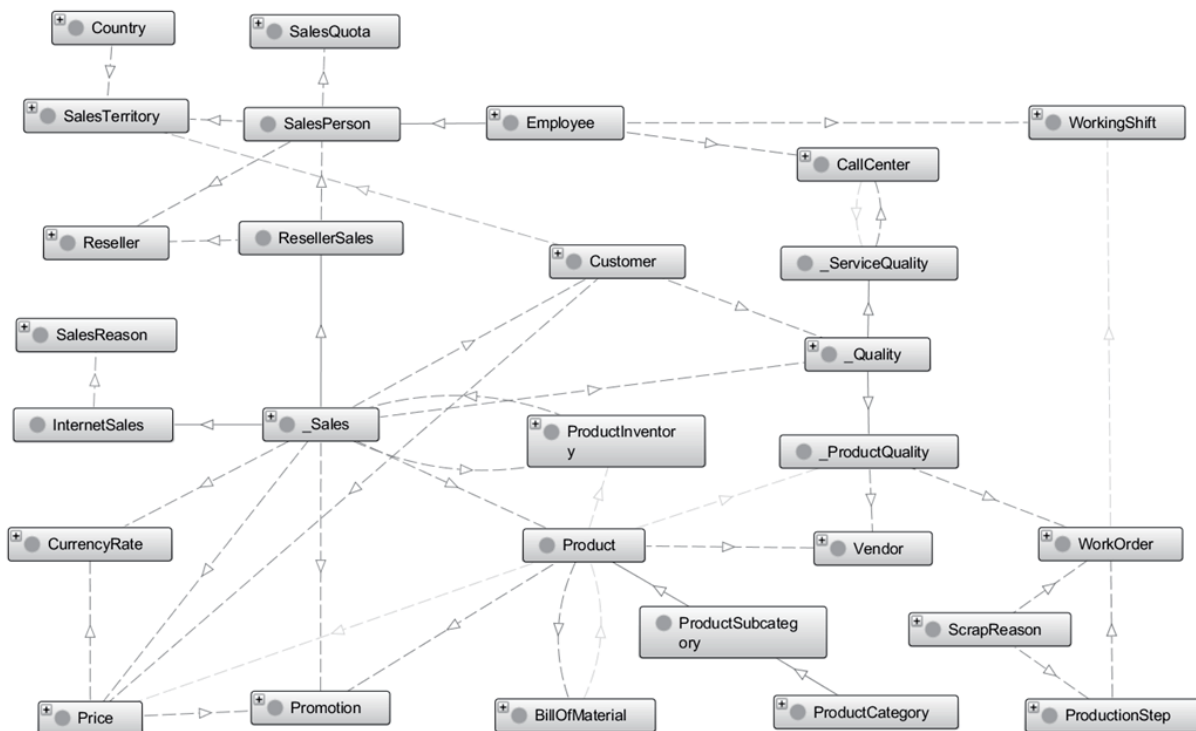 Country
SalesQuota
SalesTerritory
SalesPerson
Employee
WorkingShift
CallCenter
Reseller
ResellerSales
Customer
_ServiceQuality
SalesReason
_Quality
InternetSales
_Sales
ProductInventor
y
_ProductQuality
CurrencyRate
Product
Vendor
WorkOrder
ProductSubcateg
ory
ScrapReason
Price
Promotion
BillOfMaterial
ProductCategory
ProductionStep